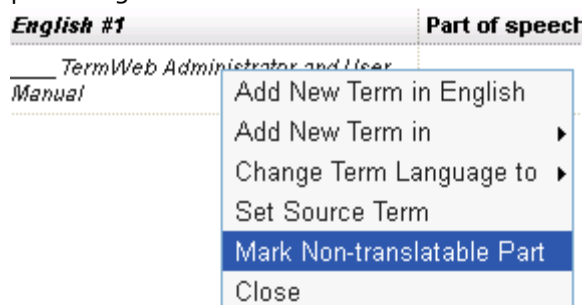 English #1 Part of speech
____ TermWeb Administrator and User
Manual
Add New Term in English
Add New Term in
Change Term Language to
Set Source Term
Mark Non-translatable Part
Close